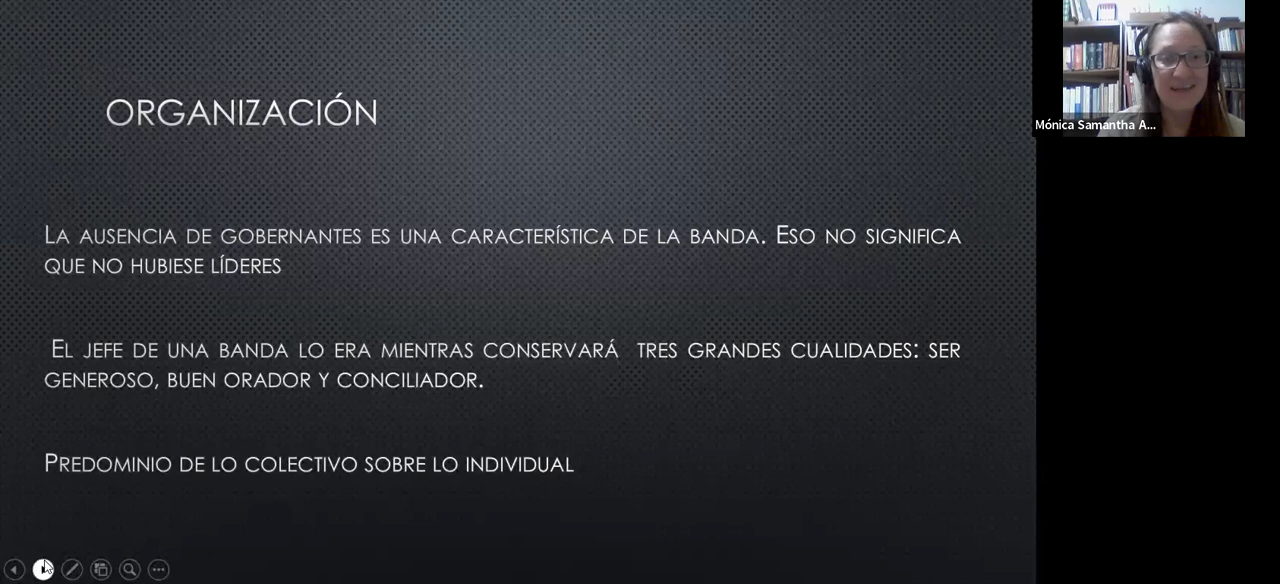 ORGANIZACIÓN
LA AUSENCIA DE GOBERNANTES ES UNA CARACTERÍSTICA DE LA BANDA. ESO NO SIGNIFICA
QUE NO HUBIESE LÍDERES
EL JEFE DE UNA BANDA LO ERA MIENTRAS CONSERVARÁ TRES GRANDES CUALIDADES: SER
GENEROSO, BUEN ORADOR Y CONCILIADOR.
PREDOMINIO DE LO COLECTIVO SOBRE LO INDIVIDUAL
Mónica Samantha A...